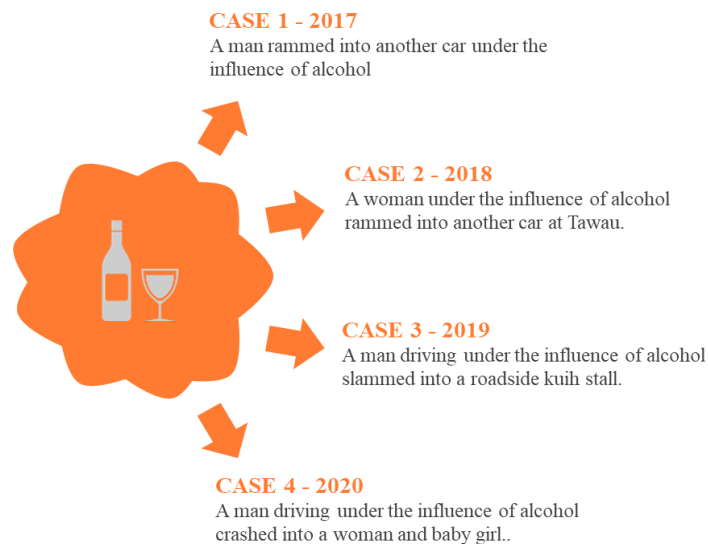 CASE 1 - 2017
A man rammed into another car under the
influence of alcohol
CASE 2 - 2018
A woman under the influence of alcohol
rammed into another car at Tawau.
CASE 3 - 2019
A man driving under the influence of alcohol
slammed into a roadside kuih stall.
CASE 4 - 2020
A man driving under the influence of alcohol
crashed into a woman and baby girl..